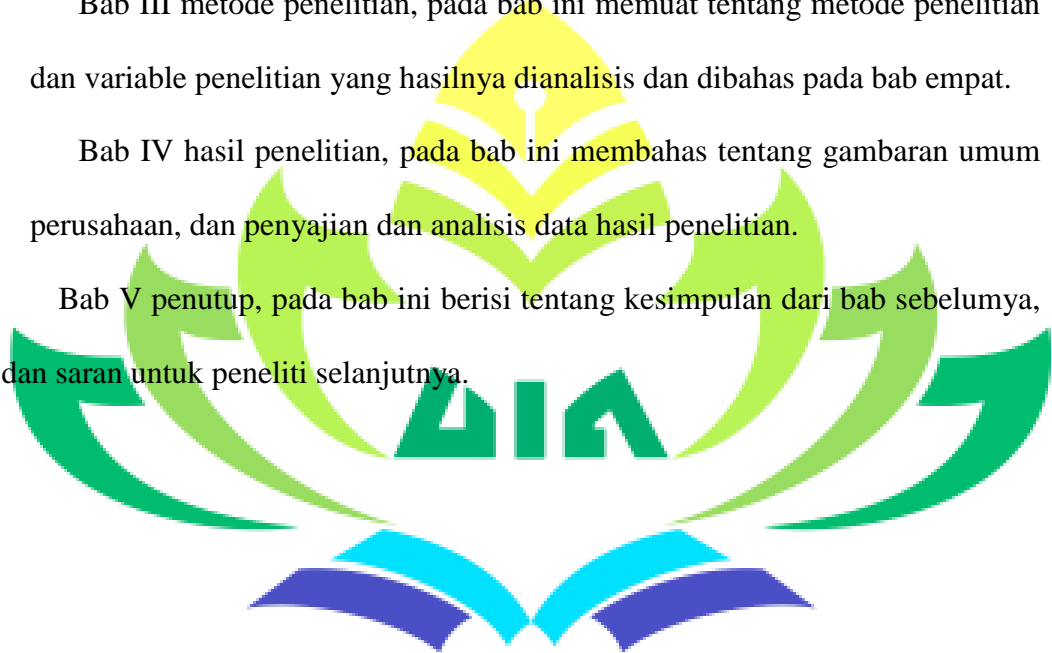 Bab III metode penelitian, pada bab ini memuat tentang metode penelitian
dan variable penelitian yang hasilnya dianalisis dan dibahas pada bab empat.
Bab IV hasil penelitian, pada bab ini membahas tentang gambaran umum
perusahaan, dan penyajian dan analisis data hasil penelitian.
Bab V penutup, pada bab ini berisi tentang kesimpulan dari bab sebelumya,
dan saran untuk peneliti selanjutnya.